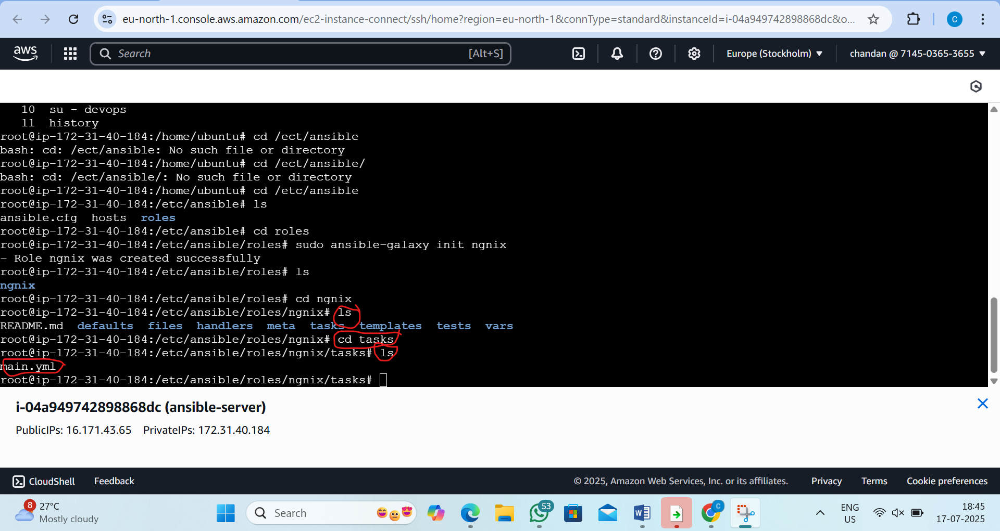 eu-north-1.console.aws.amazon.com/ec2-instance-connect/ssh/home?region=eu-north-1&connType=standard&instanceId=i-04a949742898868dc&o...
C
aws
Search [Alt+S]
Europe (Stockholm)
chandan @ 7145-0365-3655
10 su - devops
11 history
root@ip-172-31-40-184:/home/ubuntu# cd /ect/ansible
bash: cd: /ect/ansible: No such file or directory
root@ip-172-31-40-184:/home/ubuntu# cd /ect/ansible/
bash: cd: /ect/ansible/: No such file or directory
root@ip-172-31-40-184:/home/ubuntu# cd /etc/ansible
root@ip-172-31-40-184:/etc/ansible# ls
ansible.cfg hosts roles
root@ip-172-31-40-184:/etc/ansible# cd roles
root@ip-172-31-40-184:/etc/ansible/roles# sudo ansible-galaxy init ngnix
- Role ngnix was created successfully
root@ip-172-31-40-184:/etc/ansible/roles# ls
ngnix
root@ip-172-31-40-184:/etc/ansible/roles# cd ngnix
root@ip-172-31-40-184:/etc/ansible/roles/ngnix# ls
README.md defaults files handlers meta tasks templates tests vars
root@ip-172-31-40-184:/etc/ansible/roles/ngnix# cd tasks
root@ip-172-31-40-184:/etc/ansible/roles/ngnix/tasks# ls
main.yml
root@ip-172-31-40-184:/etc/ansible/roles/ngnix/tasks#
i-04a949742898868dc (ansible-server)
PublicIPs: 16.171.43.65 PrivateIPs: 172.31.40.184
CloudShell Feedback
© 2025, Amazon Web Services, Inc. or its affiliates. Privacy Terms Cookie preferences
8
27°C
Mostly cloudy
Search
53
W
C
ENG
US
18:45
17-07-2025